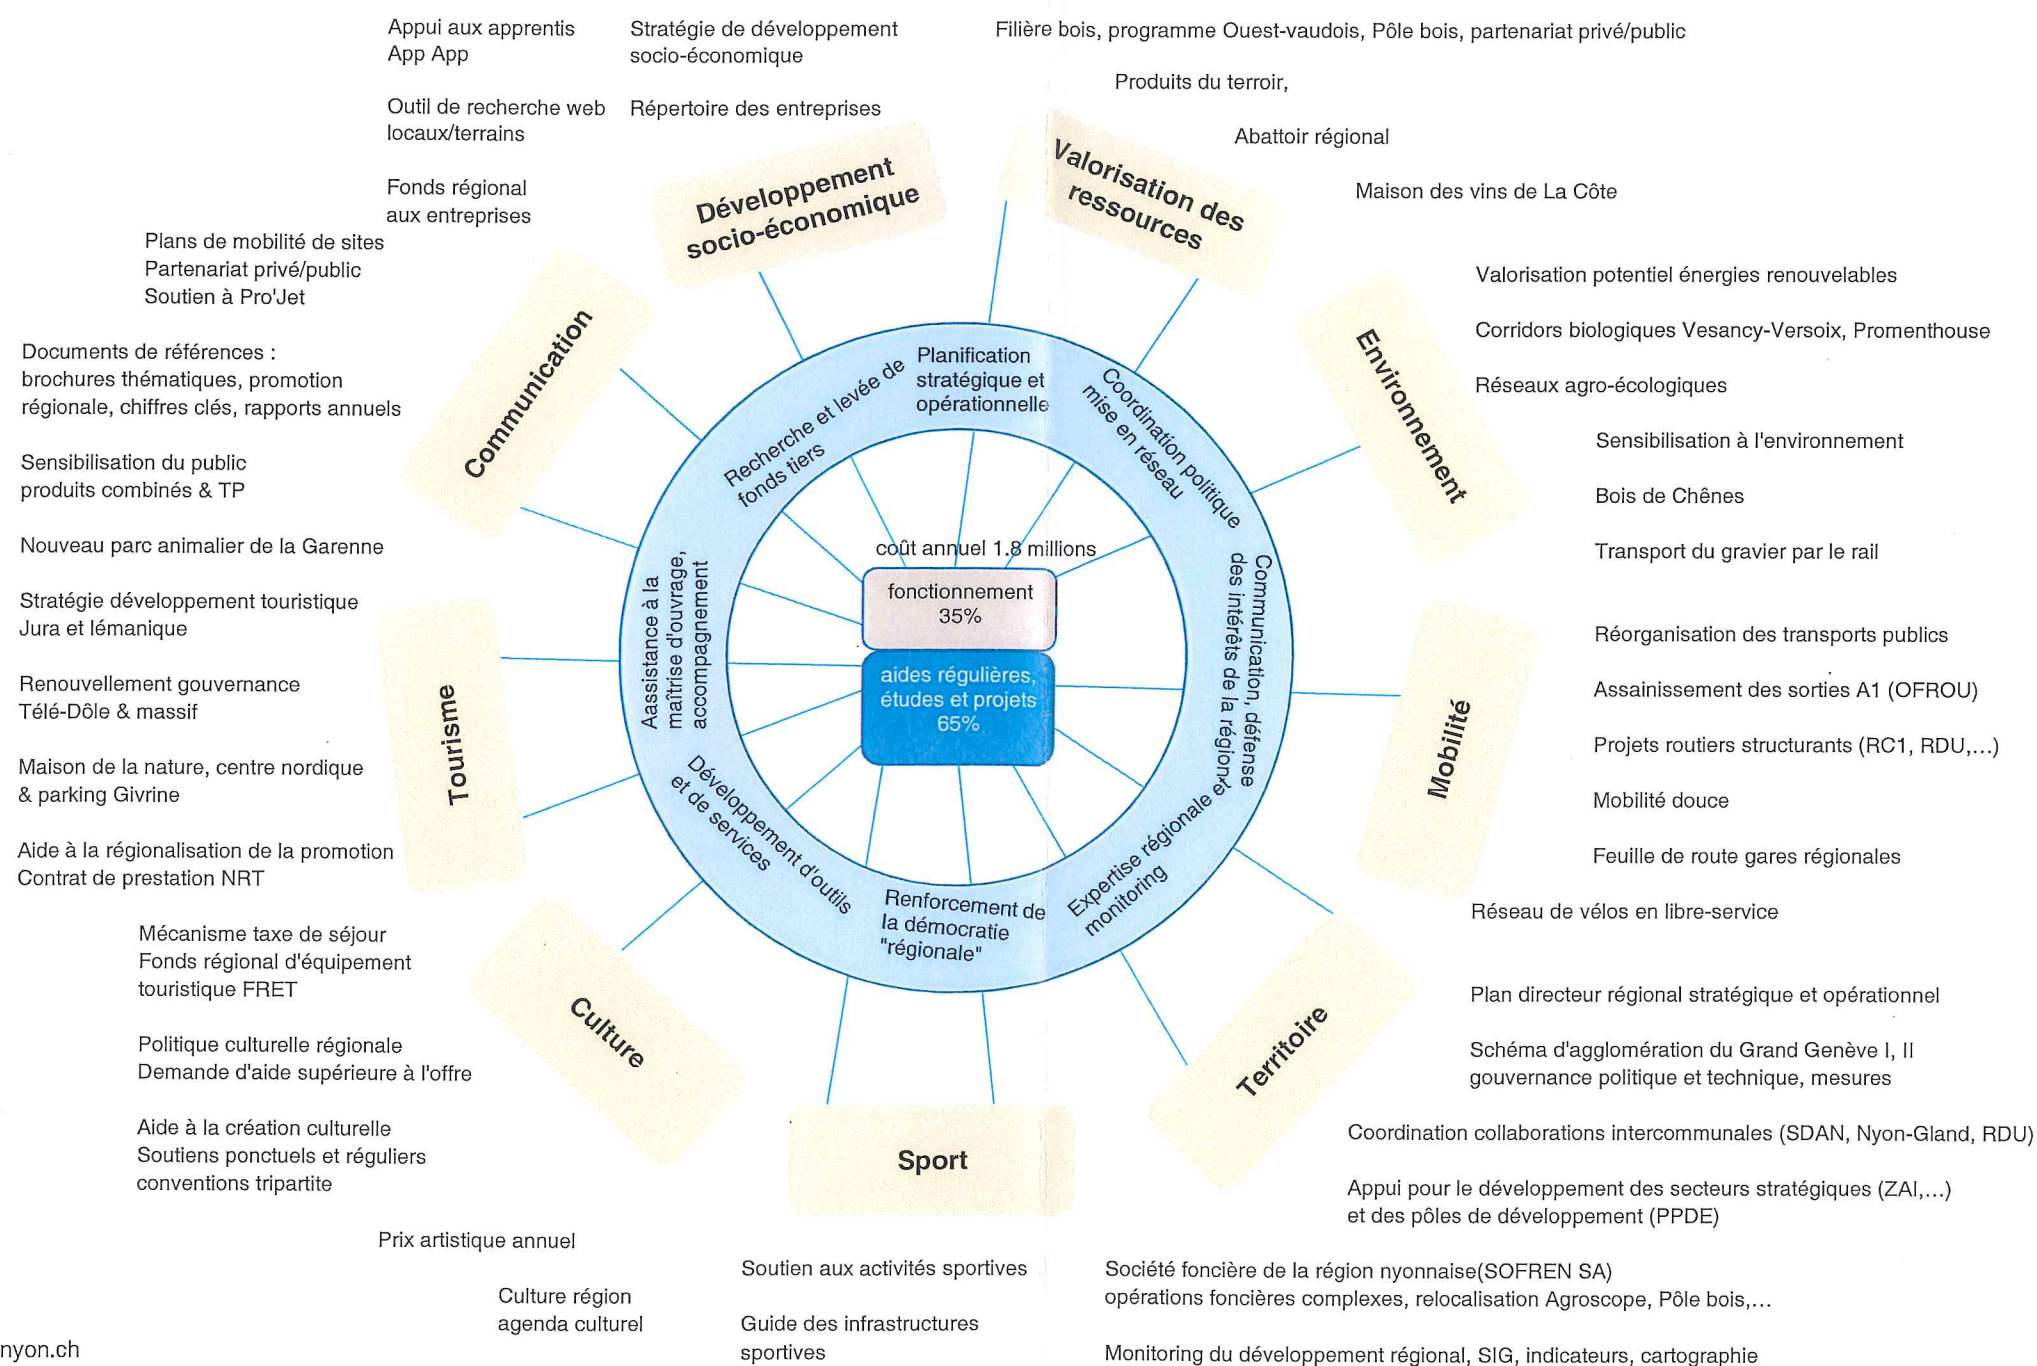 Appui aux apprentis
App App
Outil de recherche web
locaux/terrains
Fonds régional
aux entreprises
Stratégie de développement
socio-économique
Répertoire des entreprises
Filière bois, programme Ouest-vaudois, Pôle bois, partenariat privé/public
Produits du terroir,
Abattoir régional
Maison des vins de La Côte
Développement
socio-économique
Valorisation des
ressources
Plans de mobilité de sites
Partenariat privé/public
Soutien à Pro'Jet
Documents de références :
brochures thématiques, promotion
régionale, chiffres clés, rapports annuels
Sensibilisation du public
produits combinés & TP
Communication
Valorisation potentiel énergies renouvelables
Corridors biologiques Vesancy-Versoix, Promenthouse
Réseaux agro-écologiques
Sensibilisation à l'environnement
Bois de Chênes
Transport du gravier par le rail
Environnement
Planification
stratégique et
opérationnelle
Coordination politique
mise en réseau
Communication, défense
des intérêts de la région
Expertise régionale et
monitoring
Renforcement de
la démocratie
"régionale"
Développement d'outils
et de services
Aassistance à la
maîtrise d'ouvrage,
accompagnement
Recherche et levée de
fonds tiers
coût annuel 1.8 millions
fonctionnement
35%
aides régulières,
études et projets
65%
Nouveau parc animalier de la Garenne
Stratégie développement touristique
Jura et lémanique
Renouvellement gouvernance
Télé-Dôle & massif
Maison de la nature, centre nordique
& parking Givrine
Aide à la régionalisation de la promotion
Contrat de prestation NRT
Mécanisme taxe de séjour
Fonds régional d'équipement
touristique FRET
Tourisme
Réorganisation des transports publics
Assainissement des sorties A1 (OFROU)
Projets routiers structurants (RC1, RDU,...)
Mobilité douce
Feuille de route gares régionales
Réseau de vélos en libre-service
Mobilité
Politique culturelle régionale
Demande d'aide supérieure à l'offre
Aide à la création culturelle
Soutiens ponctuels et réguliers
conventions tripartite
Prix artistique annuel
Culture région
agenda culturel
Culture
Sport
Soutien aux activités sportives
Guide des infrastructures
sportives
Territoire
Plan directeur régional stratégique et opérationnel
Schéma d'agglomération du Grand Genève I, II
gouvernance politique et technique, mesures
Coordination collaborations intercommunales (SDAN, Nyon-Gland, RDU)
Appui pour le développement des secteurs stratégiques (ZAI,...)
et des pôles de développement (PPDE)
Société foncière de la région nyonnaise(SOFREN SA)
opérations foncières complexes, relocalisation Agroscope, Pôle bois,...
Monitoring du développement régional, SIG, indicateurs, cartographie
nyon.ch